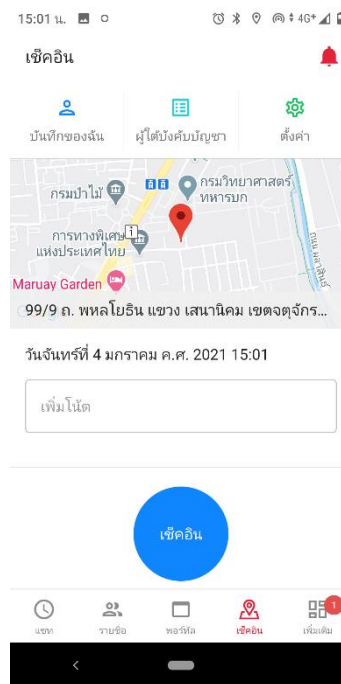 15:01 น.
4G+
เช็คอิน
บันทึกของฉัน
ผู้ใต้บังคับบัญชา
ตั้งค่า
กรมป่าไม้
กรมวิทยาศาสตร์
ทหารบก
การทางพิเศษ
แห่งประเทศไทย
Maruay Garden
99/9 ถ. พหลโยธิน แขวง เสนานิคม เขตจตุจักร...
วันจันทร์ที่ 4 มกราคม ค.ศ. 2021 15:01
เพิ่มโน้ต
เช็คอิน
1
แชท
รายชื่อ
พอร์ทัล
เช็คอิน
เพิ่มเติม